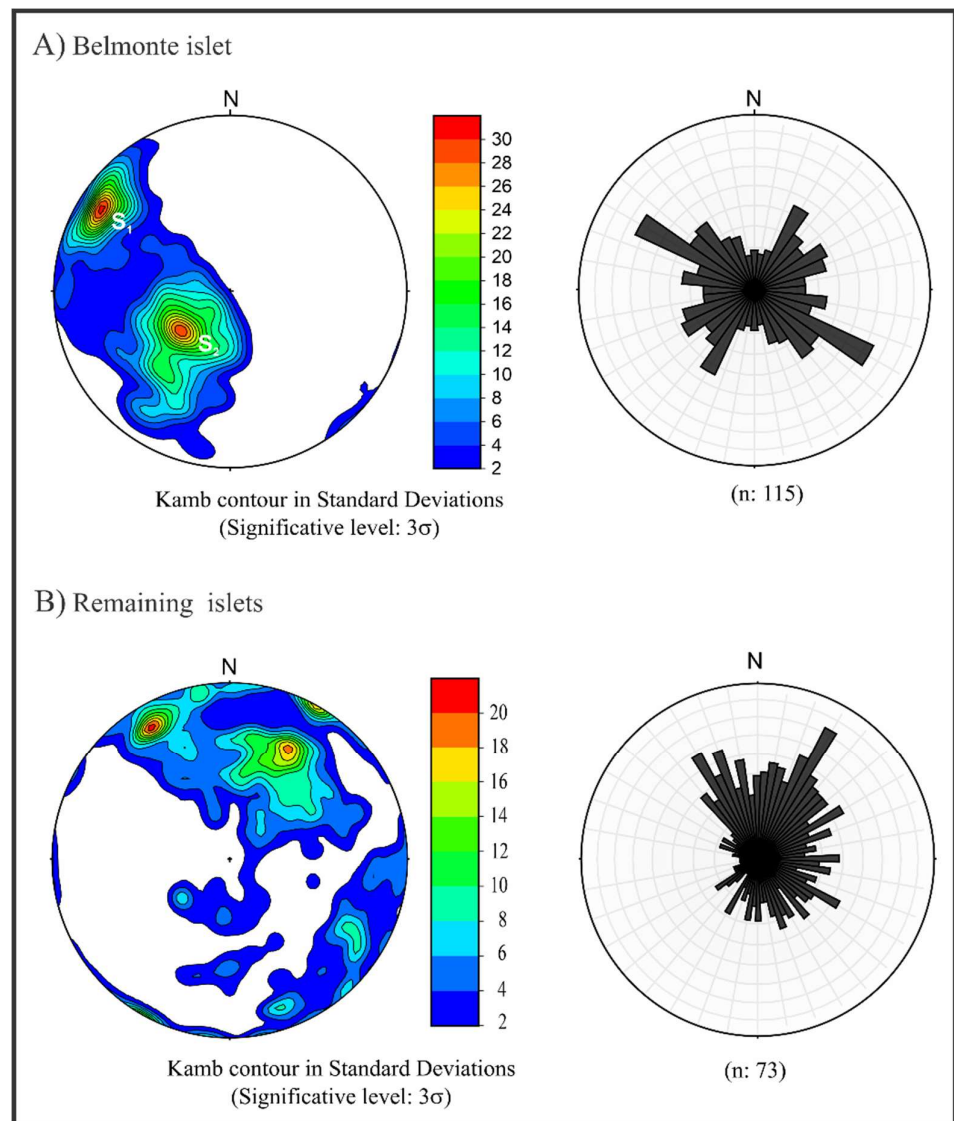 A) Belmonte islet
N
N
S1
S2
30
28
26
24
22
20
18
16
14
12
10
8
6
4
2
Kamb contour in Standard Deviations
(Significative level: 3σ)
(n: 115)
B) Remaining islets
N
N
20
18
16
14
12
10
8
6
4
2
Kamb contour in Standard Deviations
(Significative level: 3σ)
(n: 73)